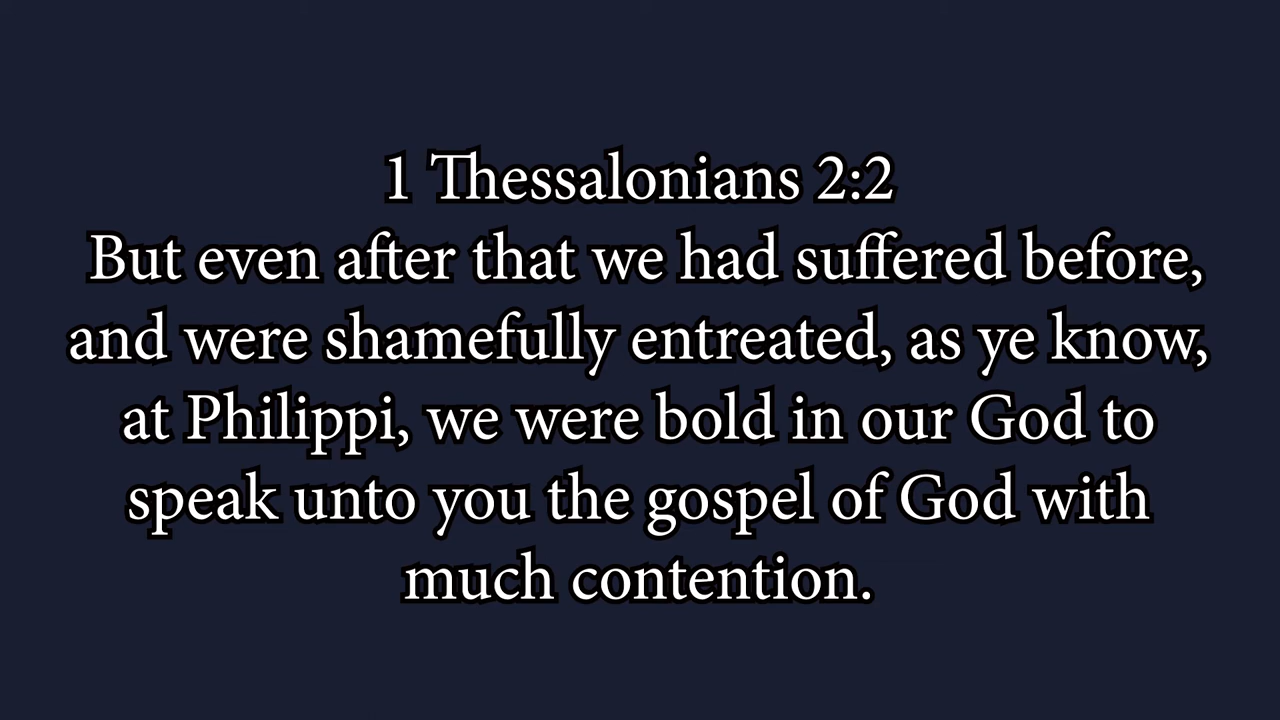 1 Thessalonians 2:2
But even after that we had suffered before,
and were shamefully entreated, as ye know,
at Philippi, we were bold in our God to
speak unto you the gospel of God with
much contention.